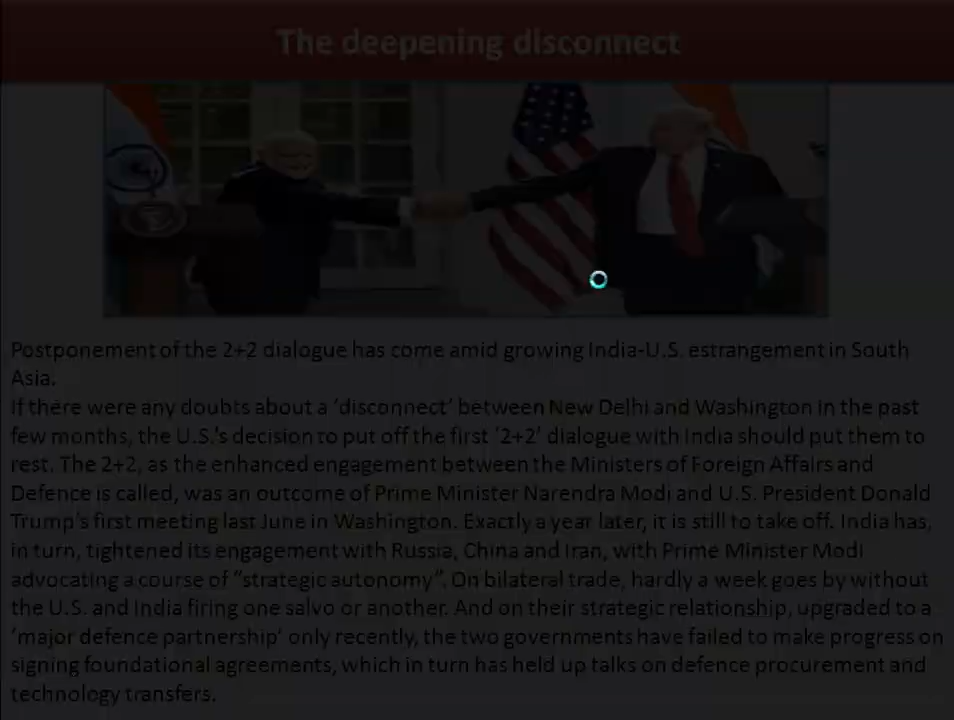 The deepening disconnect
Postponement of the 2+2 dialogue has come amid growing India-U.S. estrangement in South
Asia.
If there were any doubts about a ‘disconnect’ between New Delhi and Washington in the past
few months, the U.S.’s decision to put off the first ‘2+2’ dialogue with India should put them to
rest. The 2+2, as the enhanced engagement between the Ministers of Foreign Affairs and
Defence is called, was an outcome of Prime Minister Narendra Modi and U.S. President Donald
Trump’s first meeting last June in Washington. Exactly a year later, it is still to take off. India has,
in turn, tightened its engagement with Russia, China and Iran, with Prime Minister Modi
advocating a course of “strategic autonomy”. On bilateral trade, hardly a week goes by without
the U.S. and India firing one salvo or another. And on their strategic relationship, upgraded to a
‘major defence partnership’ only recently, the two governments have failed to make progress on
signing foundational agreements, which in turn has held up talks on defence procurement and
technology transfers.